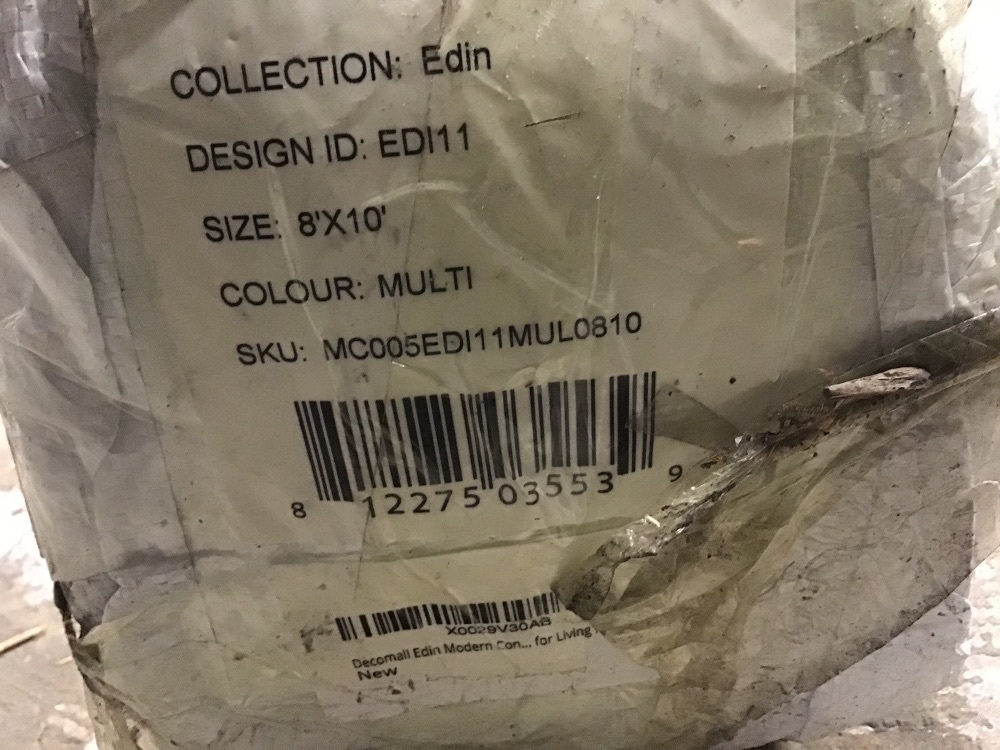 COLLECTION: Edin
DESIGN ID: EDI11
SIZE: 8'X10'
COLOUR: MULTI
SKU: MC005EDI11MUL0810
8 12275 03553 9
X0029V30AB
Decomall Edin Modern Con... for Living
New